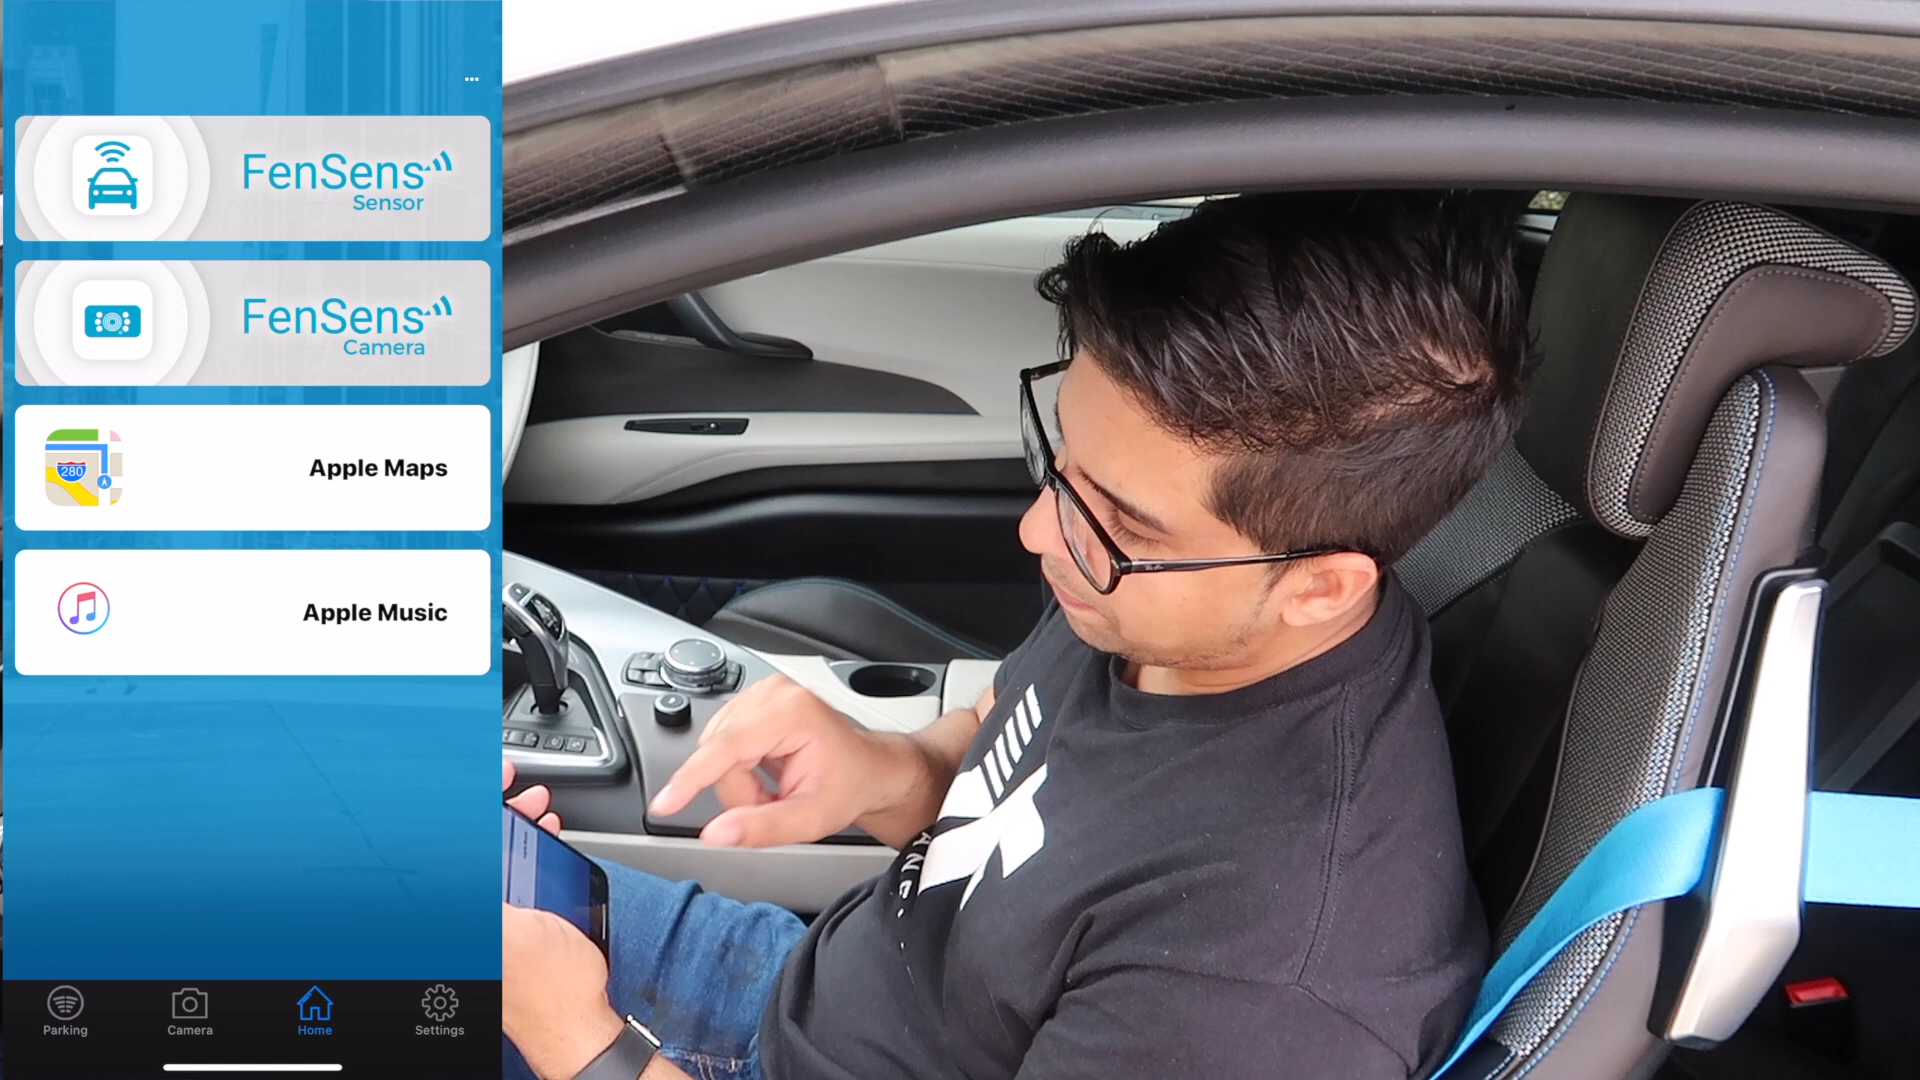 FenSens
Sensor
FenSens
Camera
280
Apple Maps
Apple Music
Parking
Camera
Home
Settings